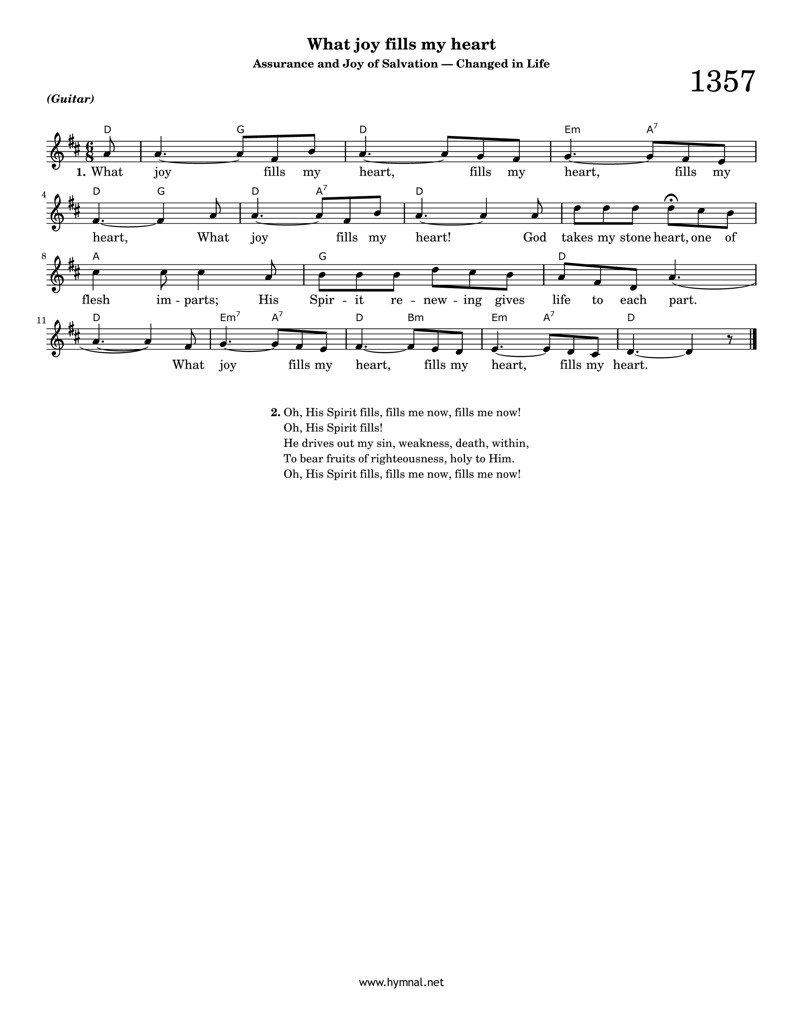 What joy fills my heart
Assurance and Joy of Salvation — Changed in Life
1357
(Guitar)
D G D Em A7
1. What joy fills my heart, fills my heart, fills my
4 D G D A7 D
heart, What joy fills my heart! God takes my stone heart, one of
8 A G D
flesh im - parts; His Spir - it re - new - ing gives life to each part.
11 D Em7 A7 D Bm Em A7 D
What joy fills my heart, fills my heart, fills my heart.
2. Oh, His Spirit fills, fills me now, fills me now!
Oh, His Spirit fills!
He drives out my sin, weakness, death, within,
To bear fruits of righteousness, holy to Him.
Oh, His Spirit fills, fills me now, fills me now!
www.hymnal.net